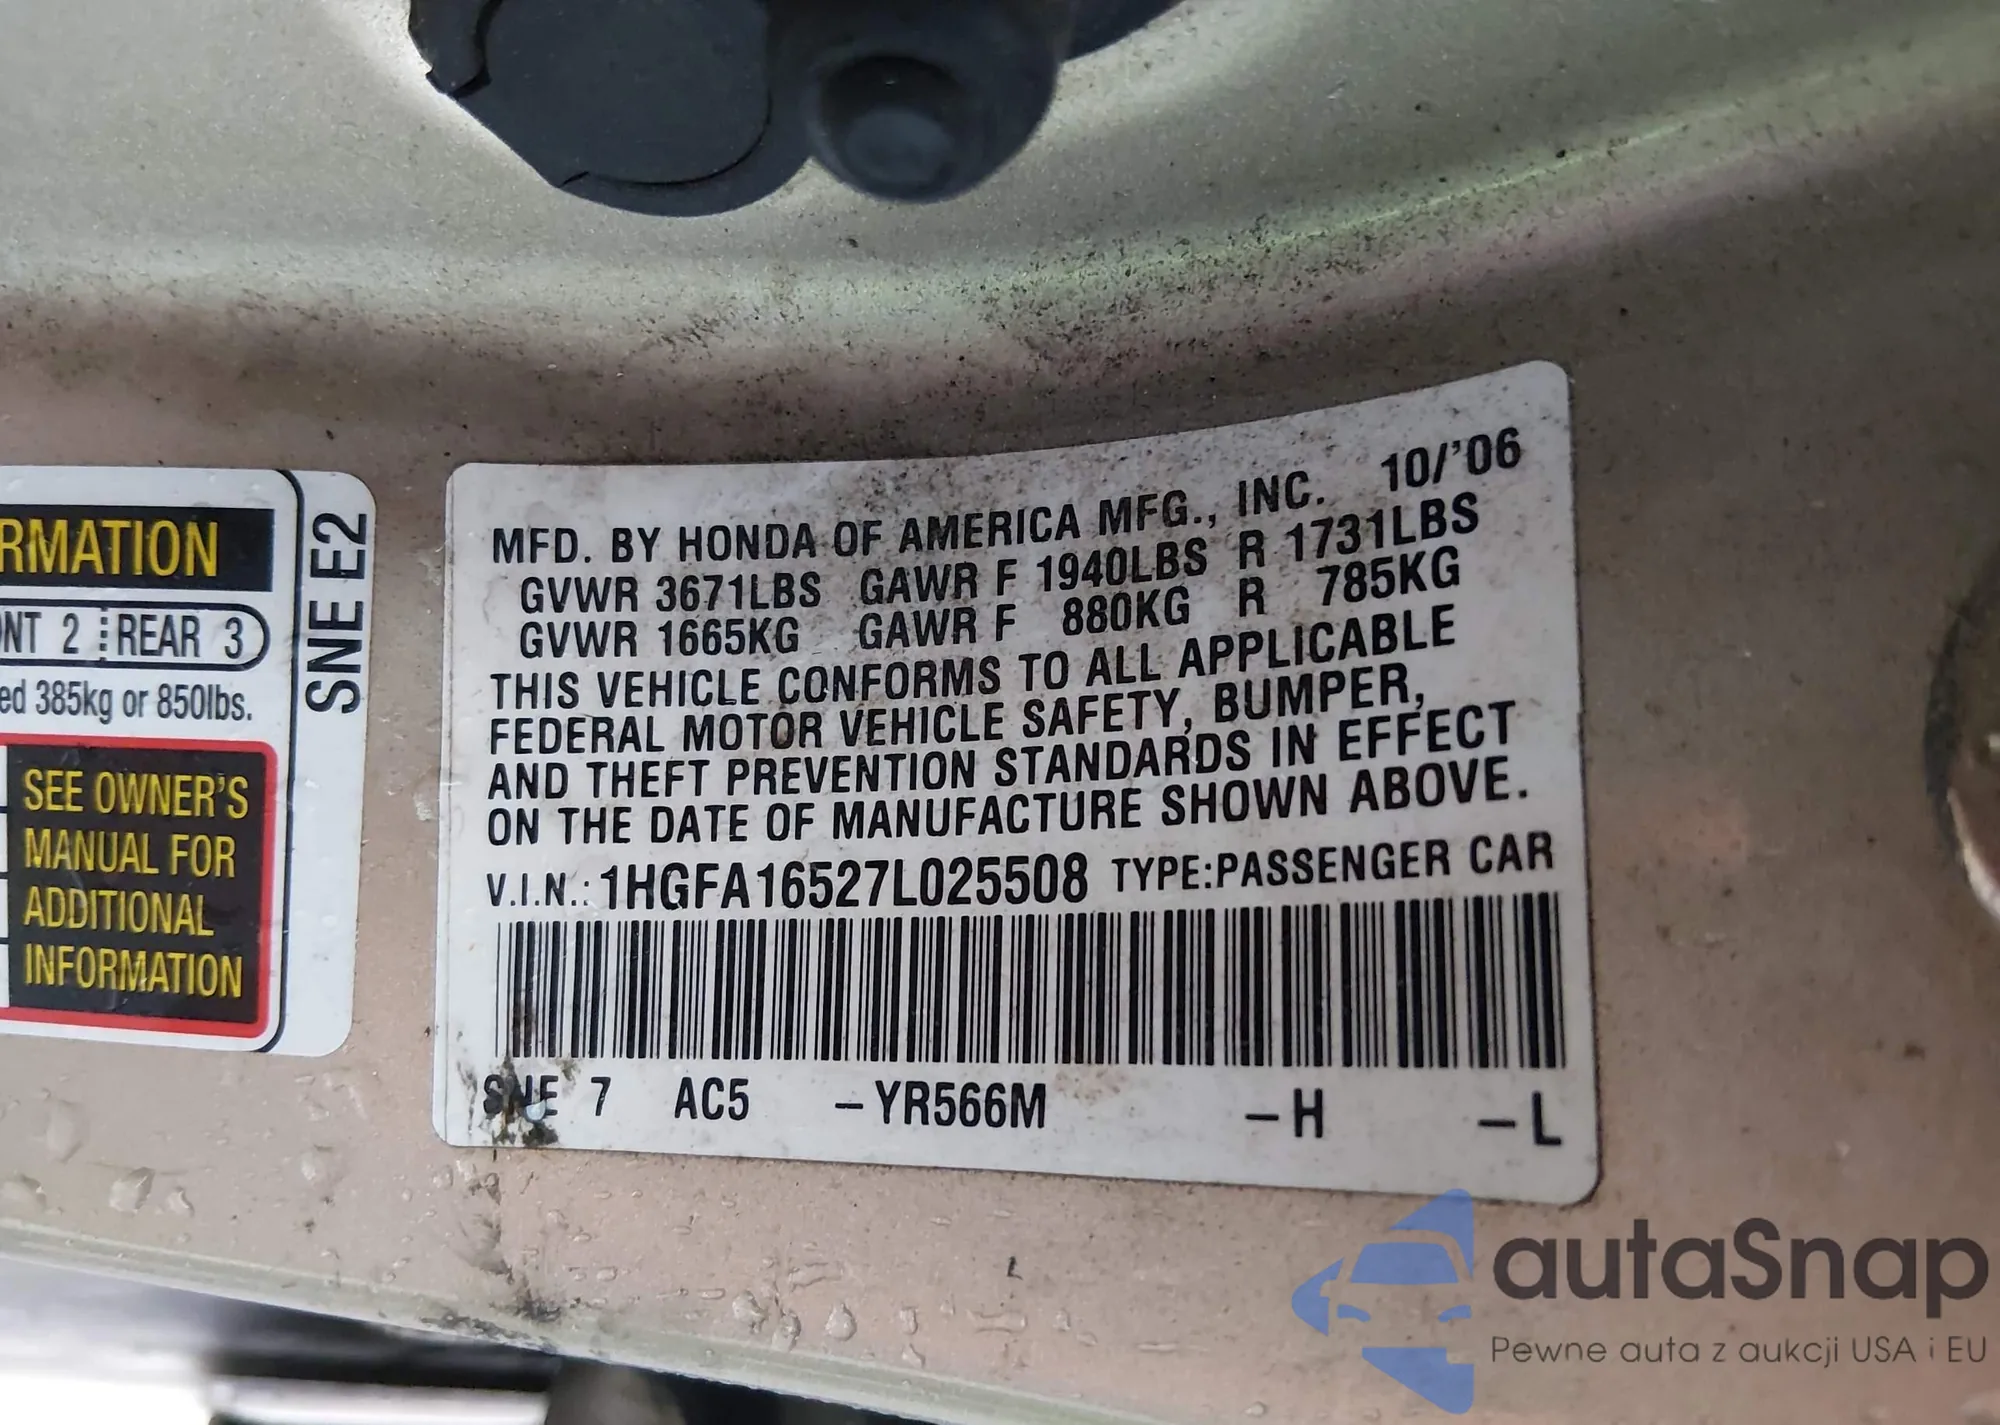 RMATION
NT 2 REAR 3
ed 385kg or 850lbs.
SEE OWNER'S
MANUAL FOR
ADDITIONAL
INFORMATION
SNE E2
MFD. BY HONDA OF AMERICA MFG., INC. 10/'06
GVWR 3671LBS GAWR F 1940LBS R 1731LBS
GVWR 1665KG GAWR F 880KG R 785KG
THIS VEHICLE CONFORMS TO ALL APPLICABLE
FEDERAL MOTOR VEHICLE SAFETY, BUMPER,
AND THEFT PREVENTION STANDARDS IN EFFECT
ON THE DATE OF MANUFACTURE SHOWN ABOVE.
V.I.N.: 1HGFA16527L025508 TYPE:PASSENGER CAR
SNE 7 AC5 –YR566M –H –L
autaSnap
Pewne auta z aukcji USA i EU